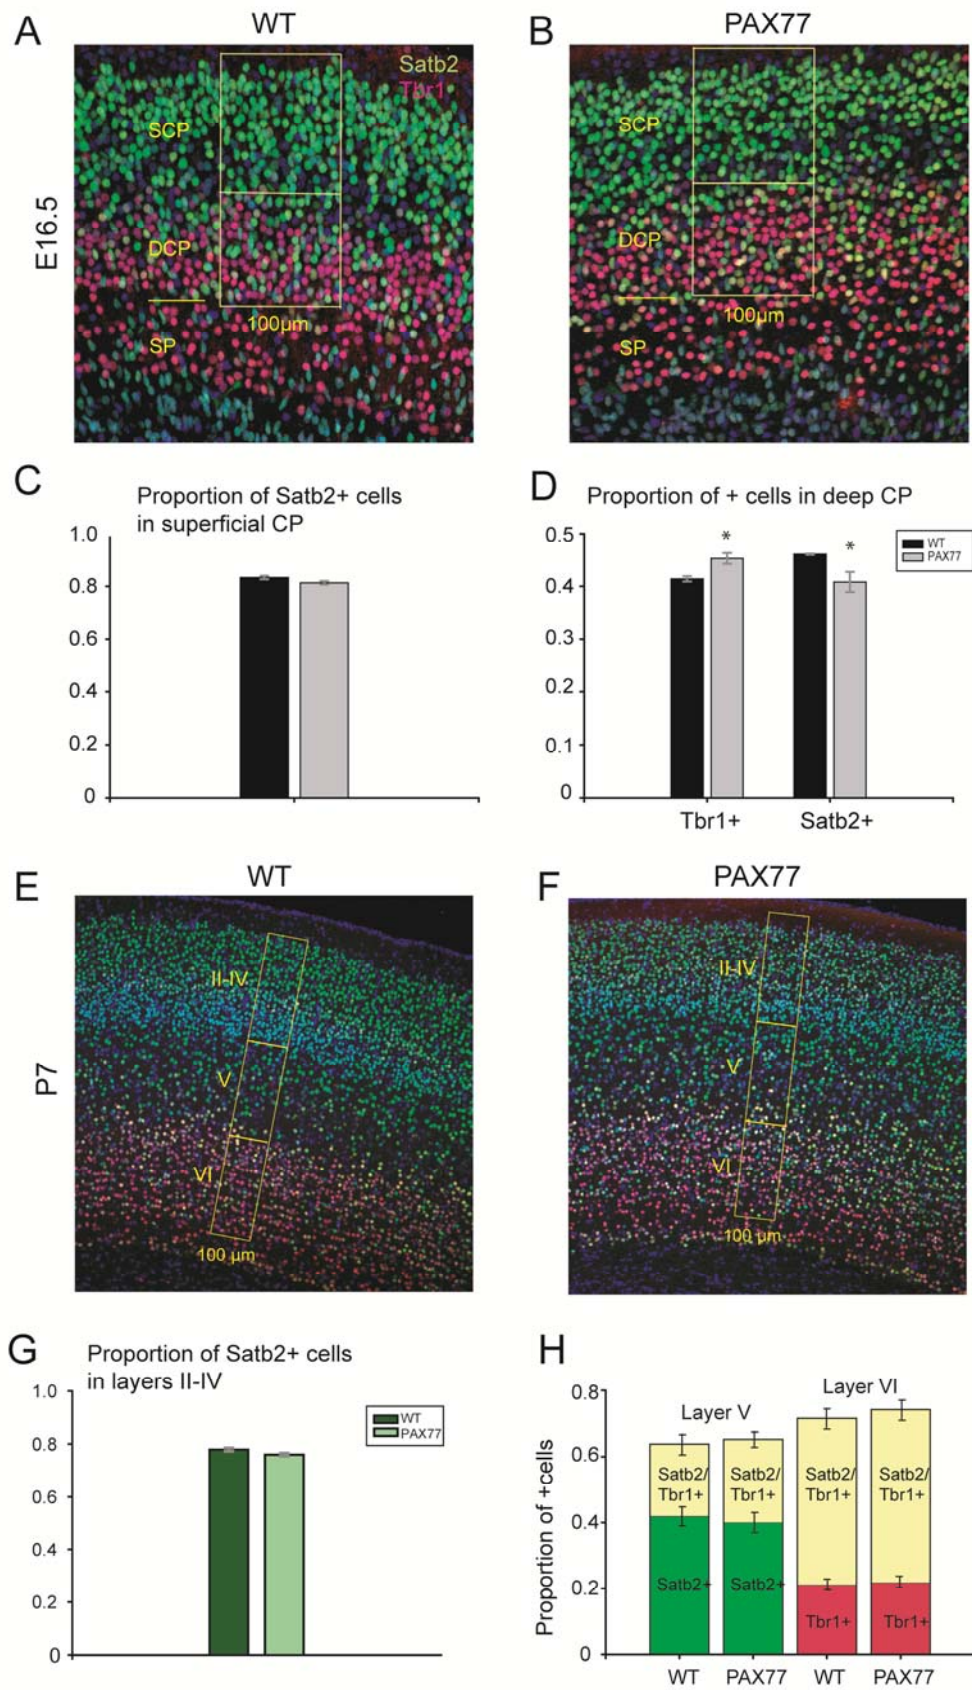 A
WT
B
PAX77
Satb2
Tbr1
SCP
DCP
SP
100µm
SCP
DCP
SP
100µm
E16.5
C
Proportion of Satb2+ cells
in superficial CP
1.0
0.8
0.6
0.4
0.2
0
D
Proportion of + cells in deep CP
0.5
0.4
0.3
0.2
0.1
0
*
*
WT
PAX77
Tbr1+
Satb2+
E
WT
F
PAX77
II-IV
V
VI
100 µm
II-IV
V
VI
100 µm
P7
G
Proportion of Satb2+ cells
in layers II-IV
1.0
0.8
0.6
0.4
0.2
0
WT
PAX77
H
Proportion of +cells
0.8
0.6
0.4
0.2
0
Layer V
Layer VI
Satb2/
Tbr1+
Satb2/
Tbr1+
Satb2/
Tbr1+
Satb2/
Tbr1+
Satb2+
Satb2+
Tbr1+
Tbr1+
WT
PAX77
WT
PAX77